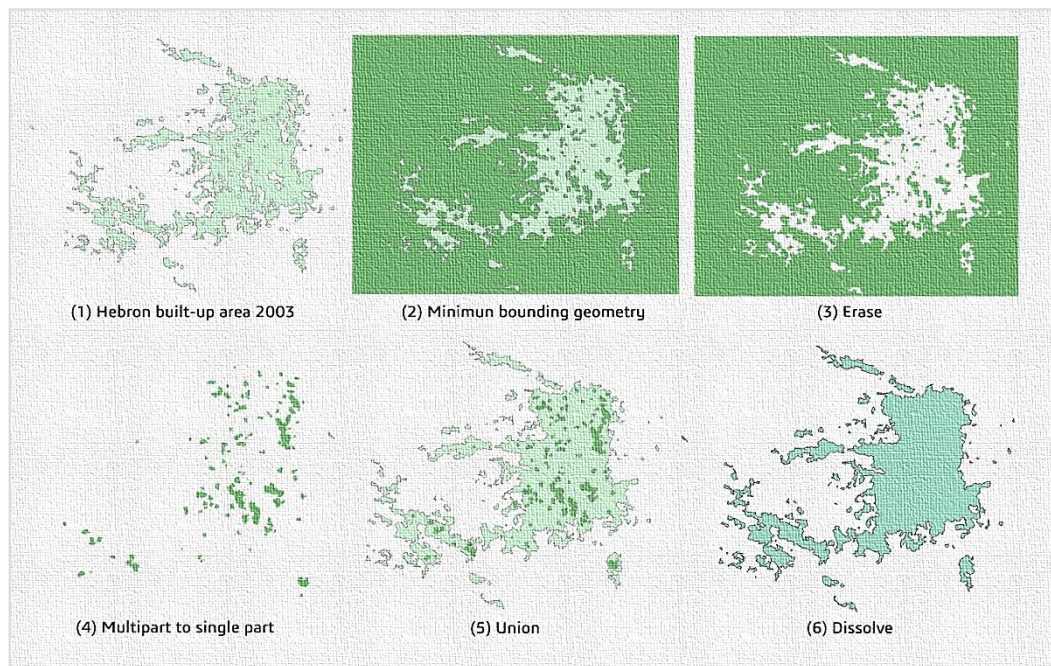 (1) Hebron built-up area 2003
(2) Minimun bounding geometry
(3) Erase
(4) Multipart to single part
(5) Union
(6) Dissolve